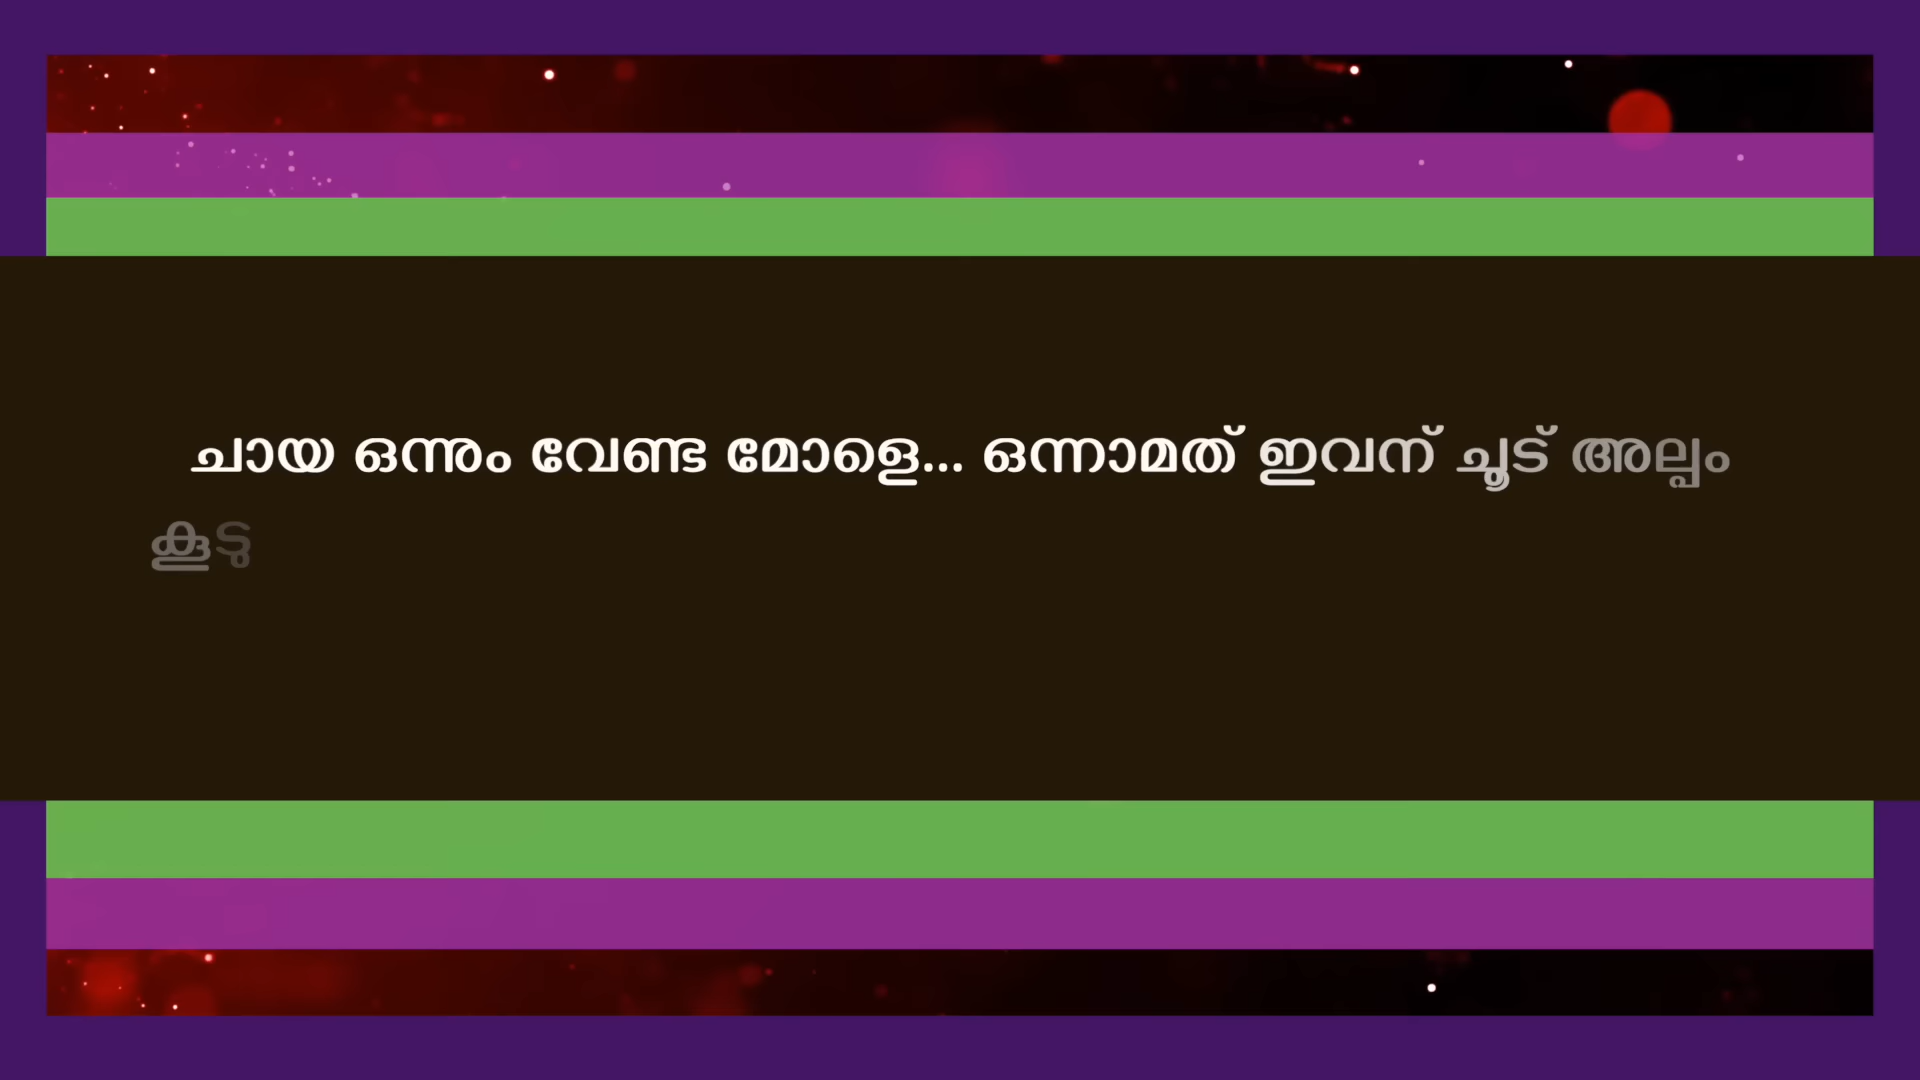 ചായ ഒന്നും വേണ്ട മോളെ... ഒന്നാമത് ഇവന് ചൂട് അല്പം
കൂടു